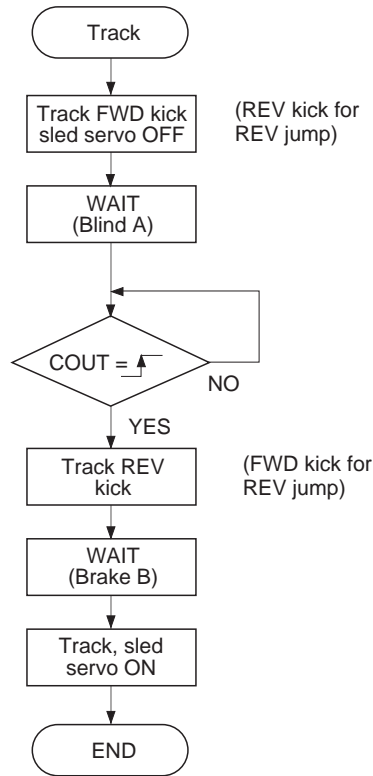 Track
Track FWD kick
sled servo OFF
(REV kick for
REV jump)
WAIT
(Blind A)
COUT =
NO
YES
Track REV
kick
(FWD kick for
REV jump)
WAIT
(Brake B)
Track, sled
servo ON
END